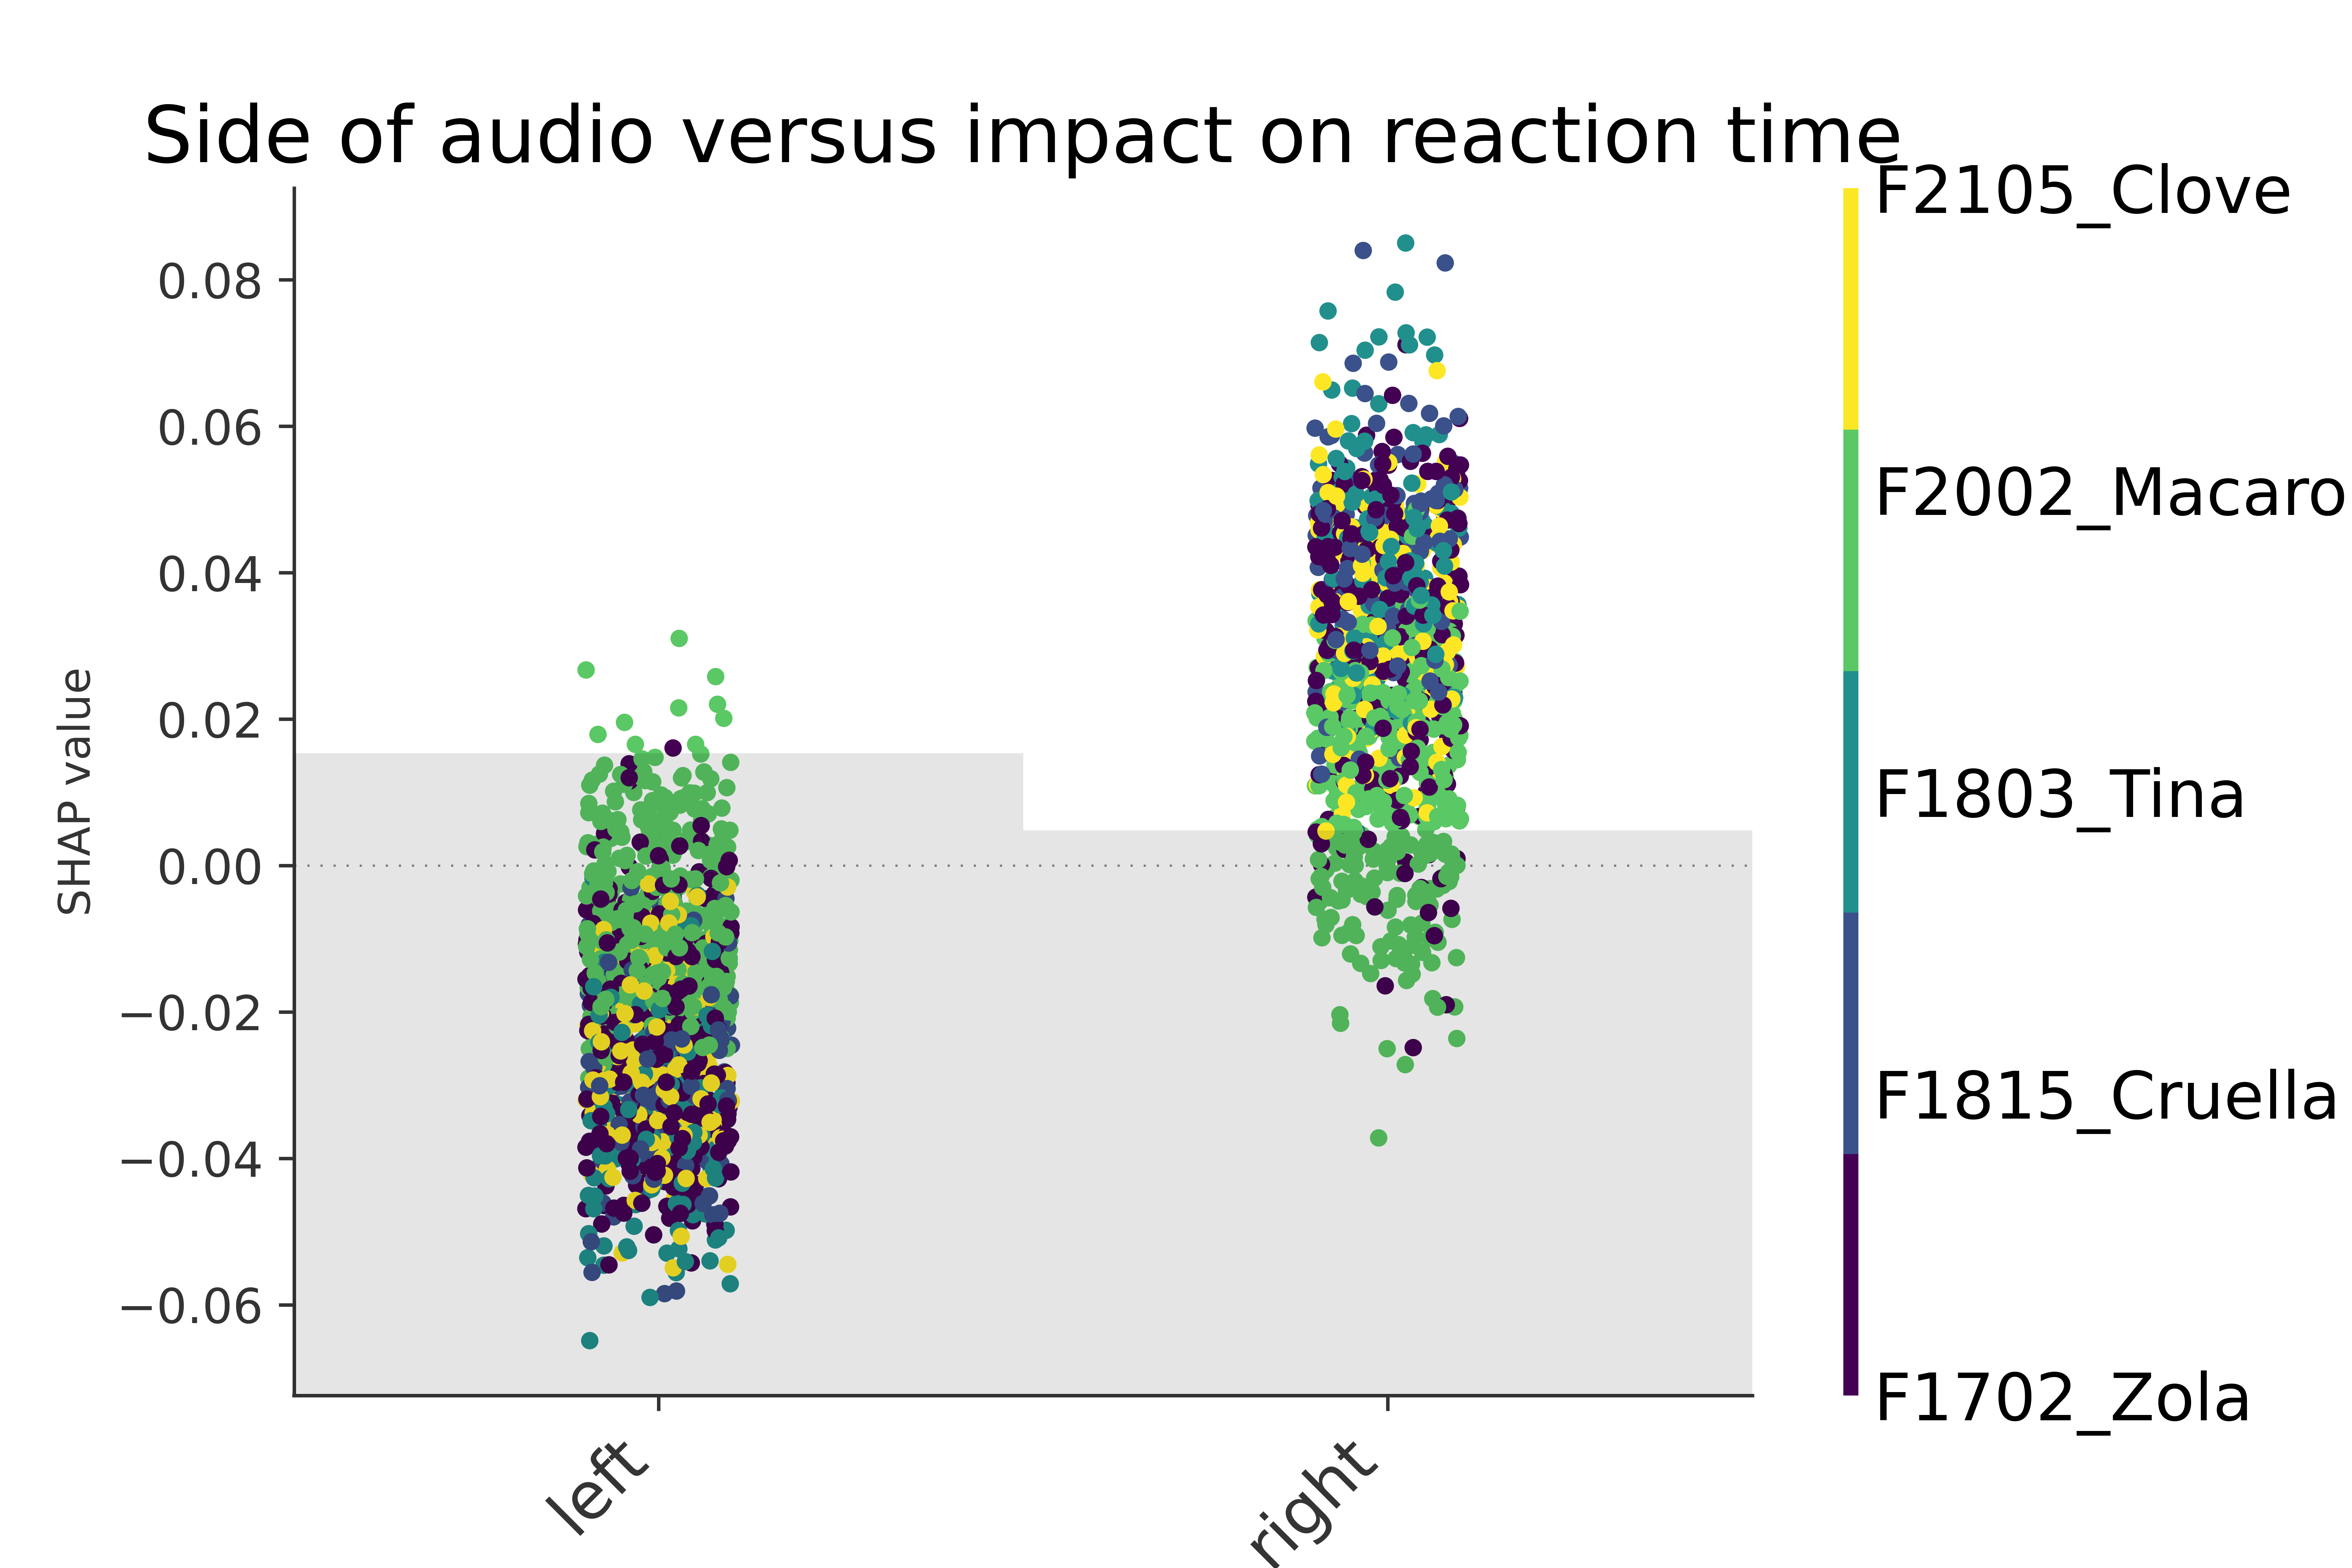 Side of audio versus impact on reaction time
SHAP value
0.08
0.06
0.04
0.02
0.00
−0.02
−0.04
−0.06
left
right
F2105_Clove
F2002_Macaro
F1803_Tina
F1815_Cruella
F1702_Zola